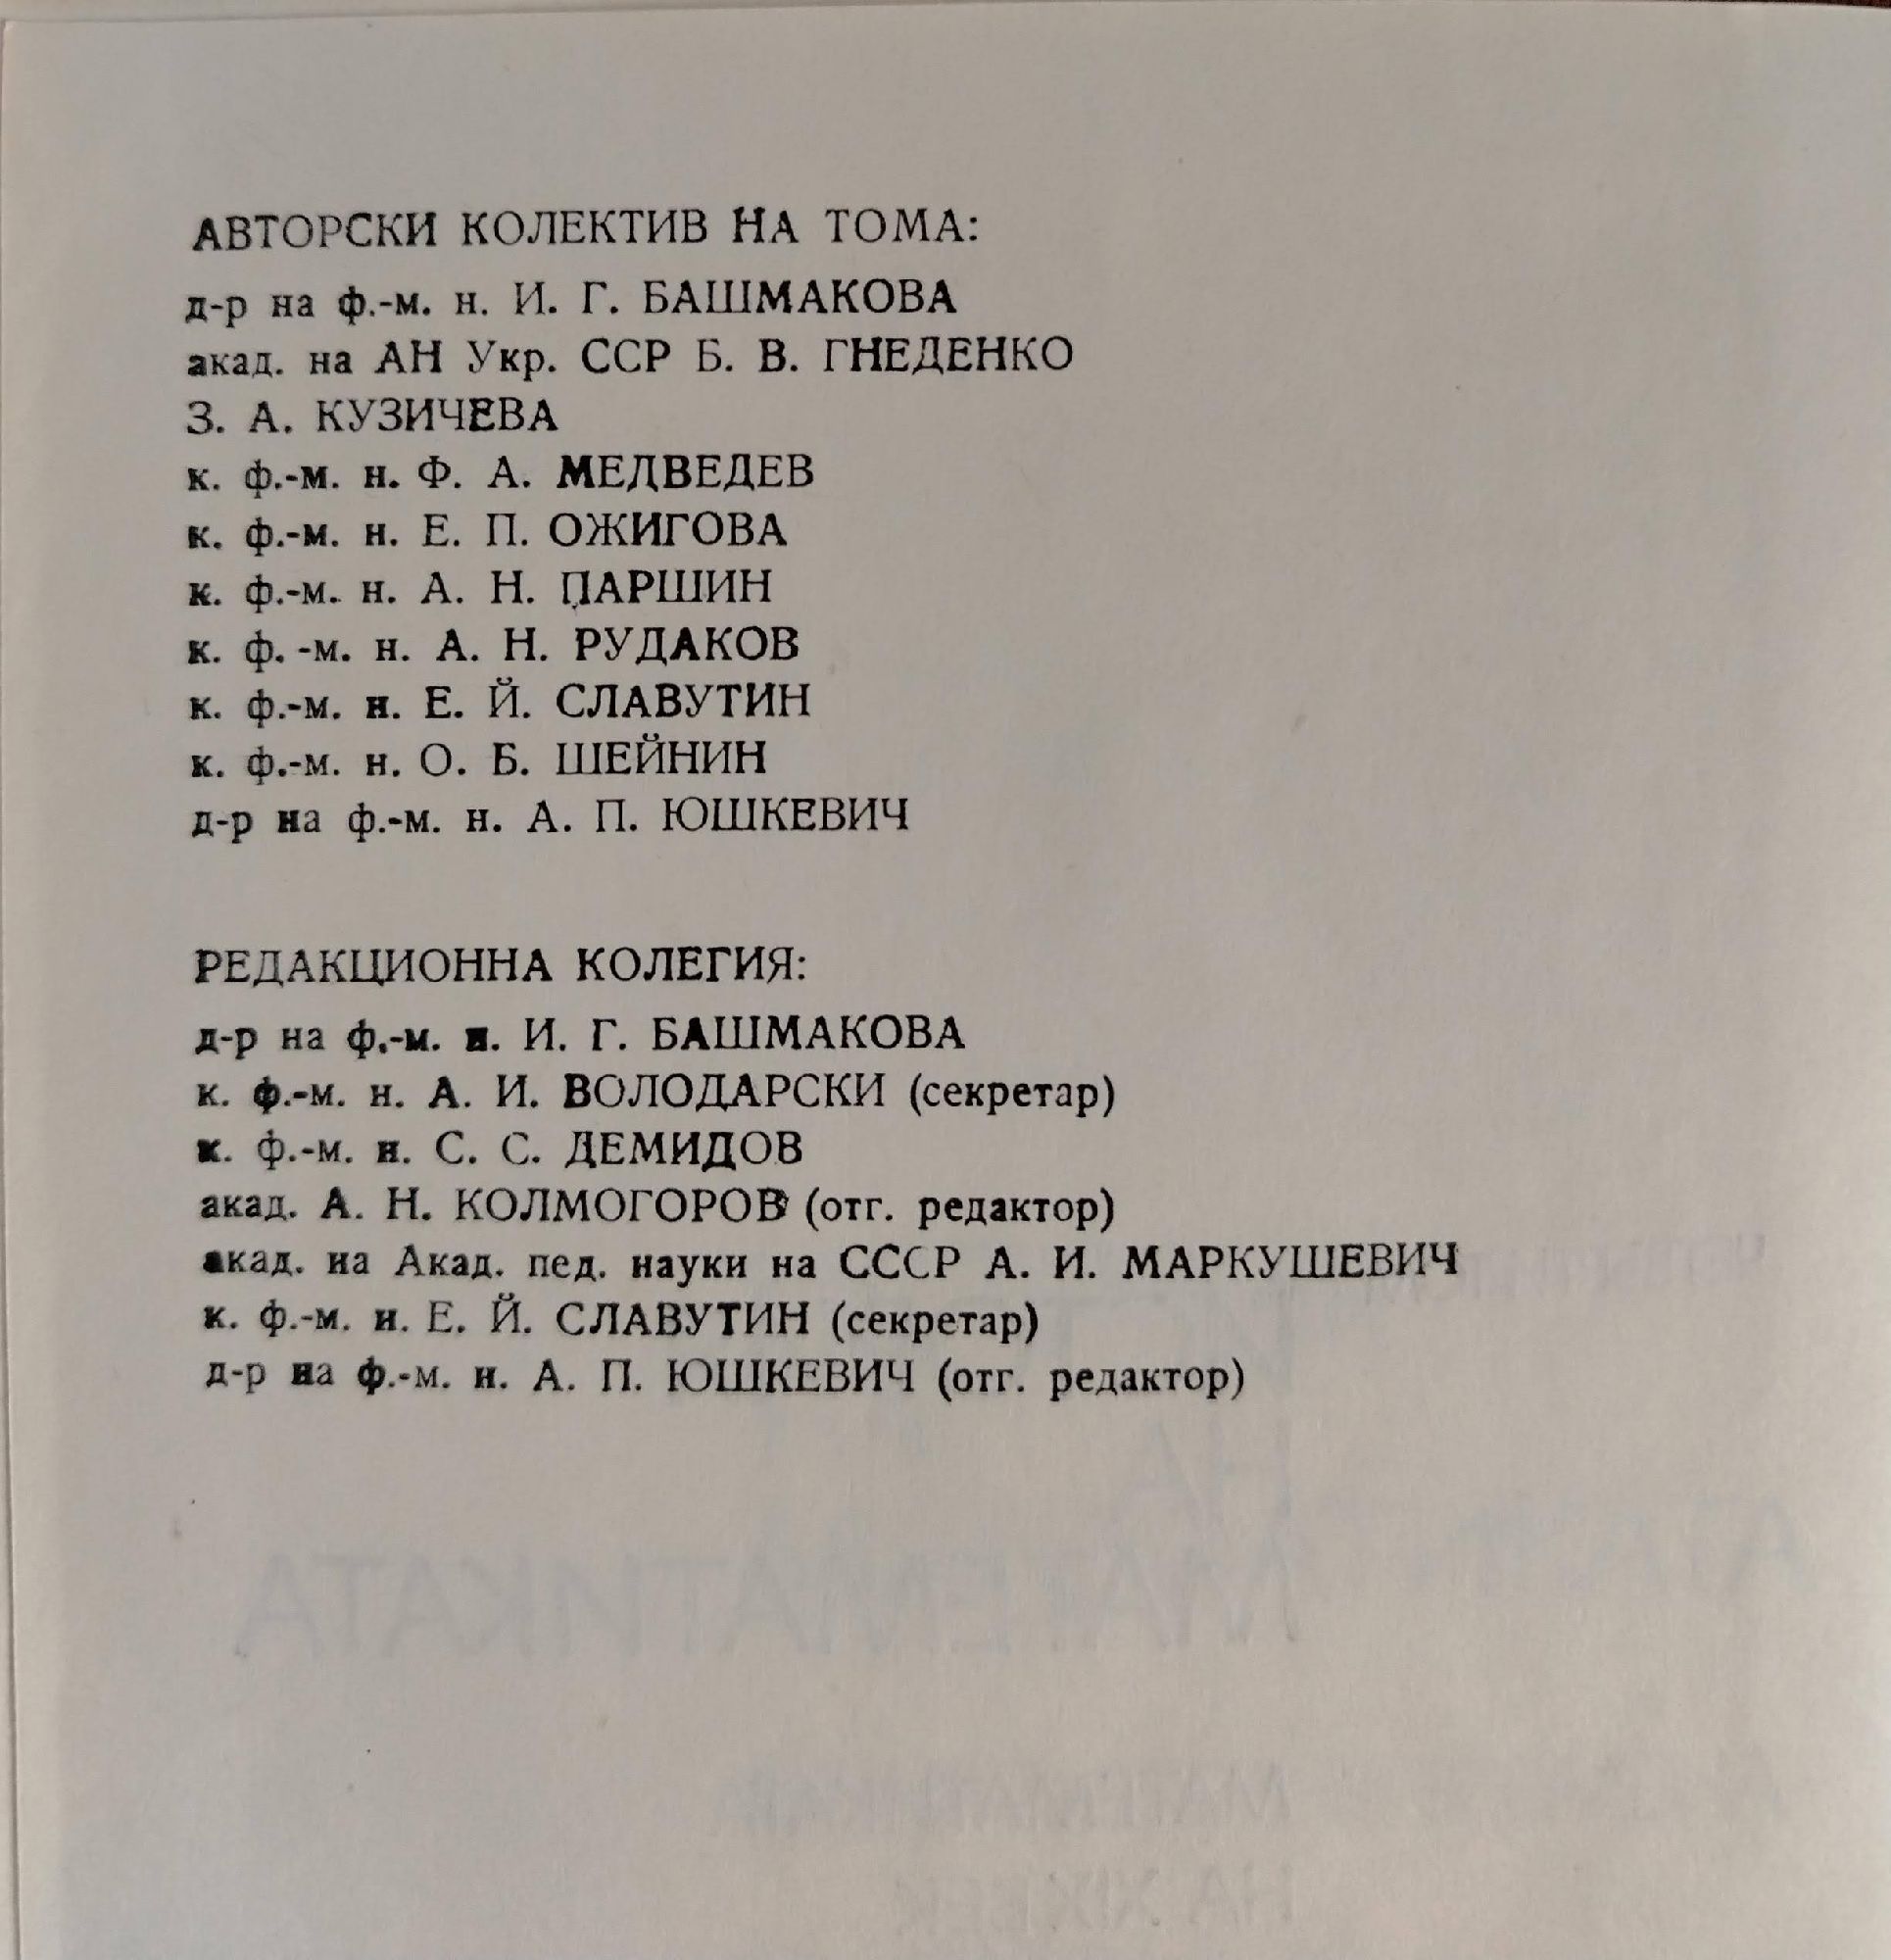 АВТОРСКИ КОЛЕКТИВ НА ТОМА:
д-р на ф.-м. н. И. Г. БАШМАКОВА
акад. на АН Укр. ССР Б. В. ГНЕДЕНКО
З. А. КУЗИЧЕВА
к. ф.-м. н. Ф. А. МЕДВЕДЕВ
к. ф.-м. н. Е. П. ОЖИГОВА
к. ф.-м. н. А. Н. ПАРШИН
к. ф. -м. н. А. Н. РУДАКОВ
к. ф.-м. н. Е. Й. СЛАВУТИН
к. ф.-м. н. О. Б. ШЕЙНИН
д-р на ф.-м. н. А. П. ЮШКЕВИЧ
РЕДАКЦИОННА КОЛЕГИЯ:
д-р на ф.-м. н. И. Г. БАШМАКОВА
к. ф.-м. н. А. И. ВОЛОДАРСКИ (секретар)
к. ф.-м. н. С. С. ДЕМИДОВ
акад. А. Н. КОЛМОГОРОВ (отг. редактор)
акад. на Акад. пед. науки на СССР А. И. МАРКУШЕВИЧ
к. ф.-м. н. Е. Й. СЛАВУТИН (секретар)
д-р на ф.-м. н. А. П. ЮШКЕВИЧ (отг. редактор)